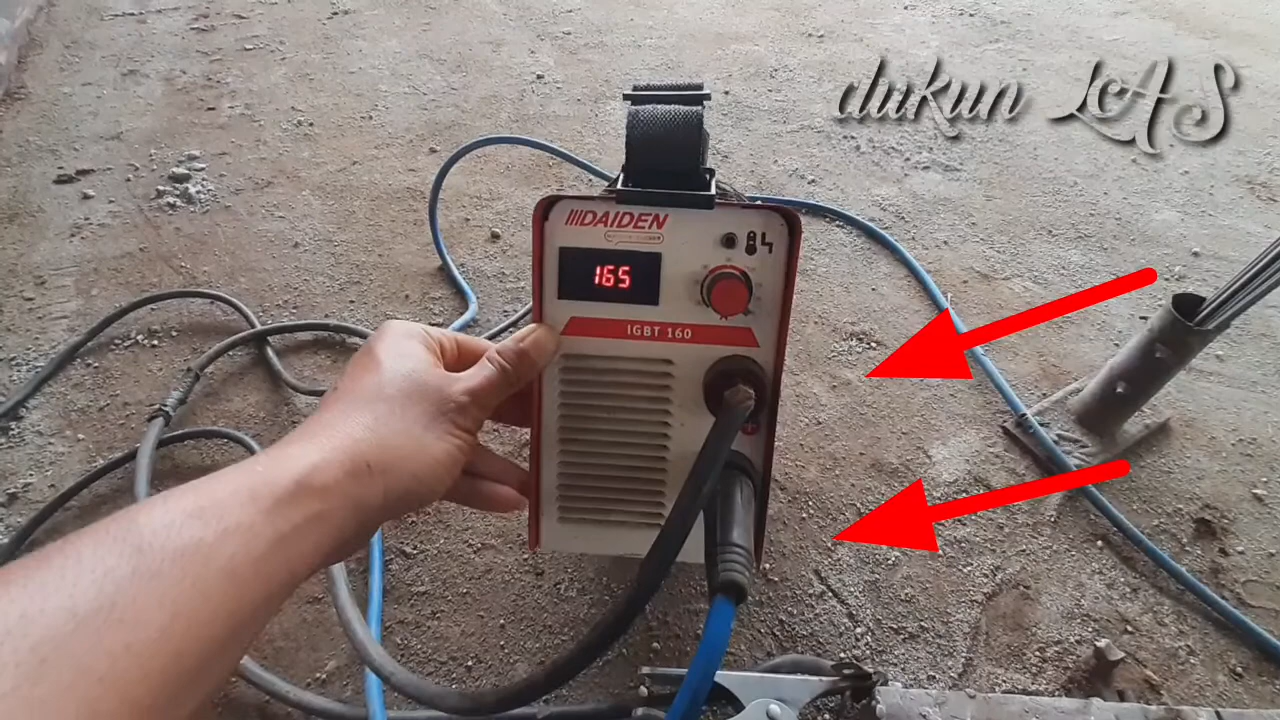 dukun LAS
DAIDEN
165
IGBT 160
+